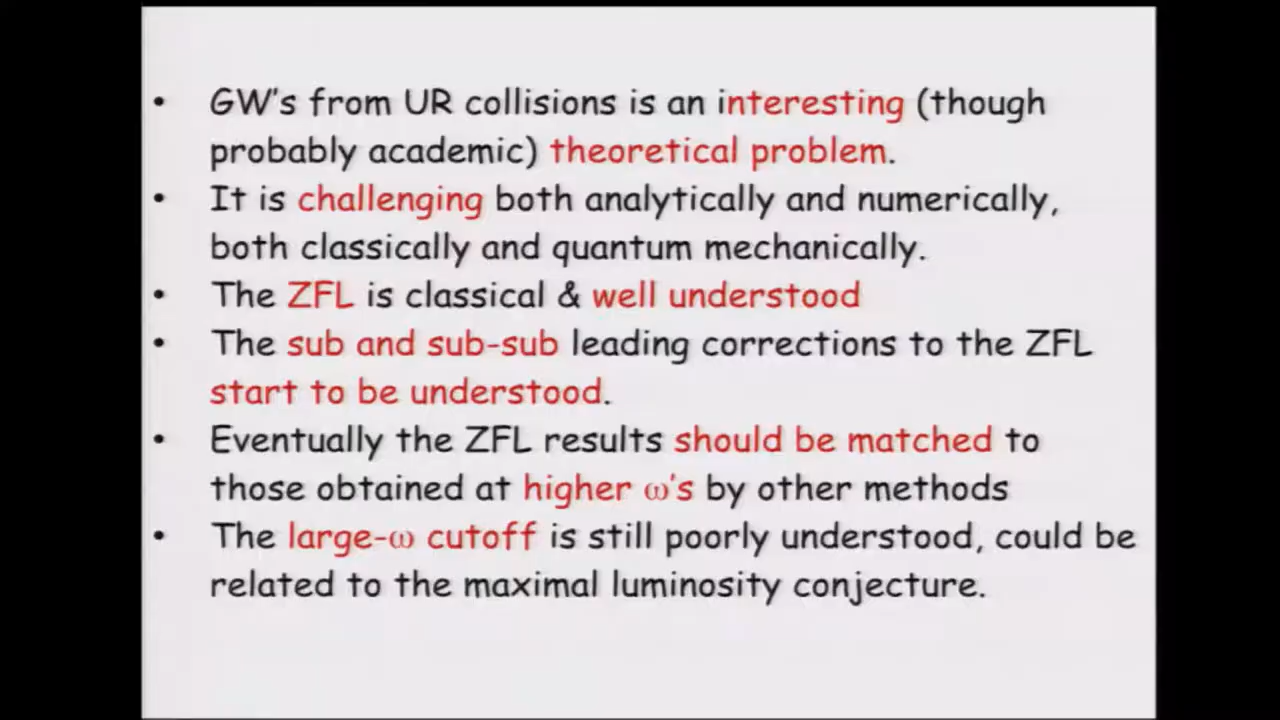 • GW's from UR collisions is an interesting (though
probably academic) theoretical problem.
• It is challenging both analytically and numerically,
both classically and quantum mechanically.
• The ZFL is classical & well understood
• The sub and sub-sub leading corrections to the ZFL
start to be understood.
• Eventually the ZFL results should be matched to
those obtained at higher ω's by other methods
• The large-ω cutoff is still poorly understood, could be
related to the maximal luminosity conjecture.